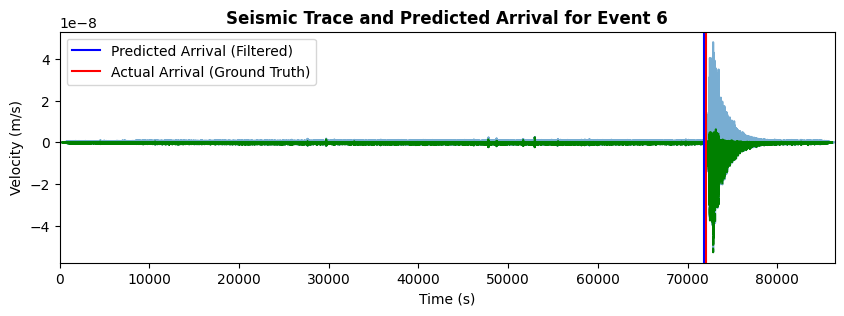 Seismic Trace and Predicted Arrival for Event 6
1e−8
Predicted Arrival (Filtered)
Actual Arrival (Ground Truth)
4
2
0
−2
−4
Velocity (m/s)
0 10000 20000 30000 40000 50000 60000 70000 80000
Time (s)